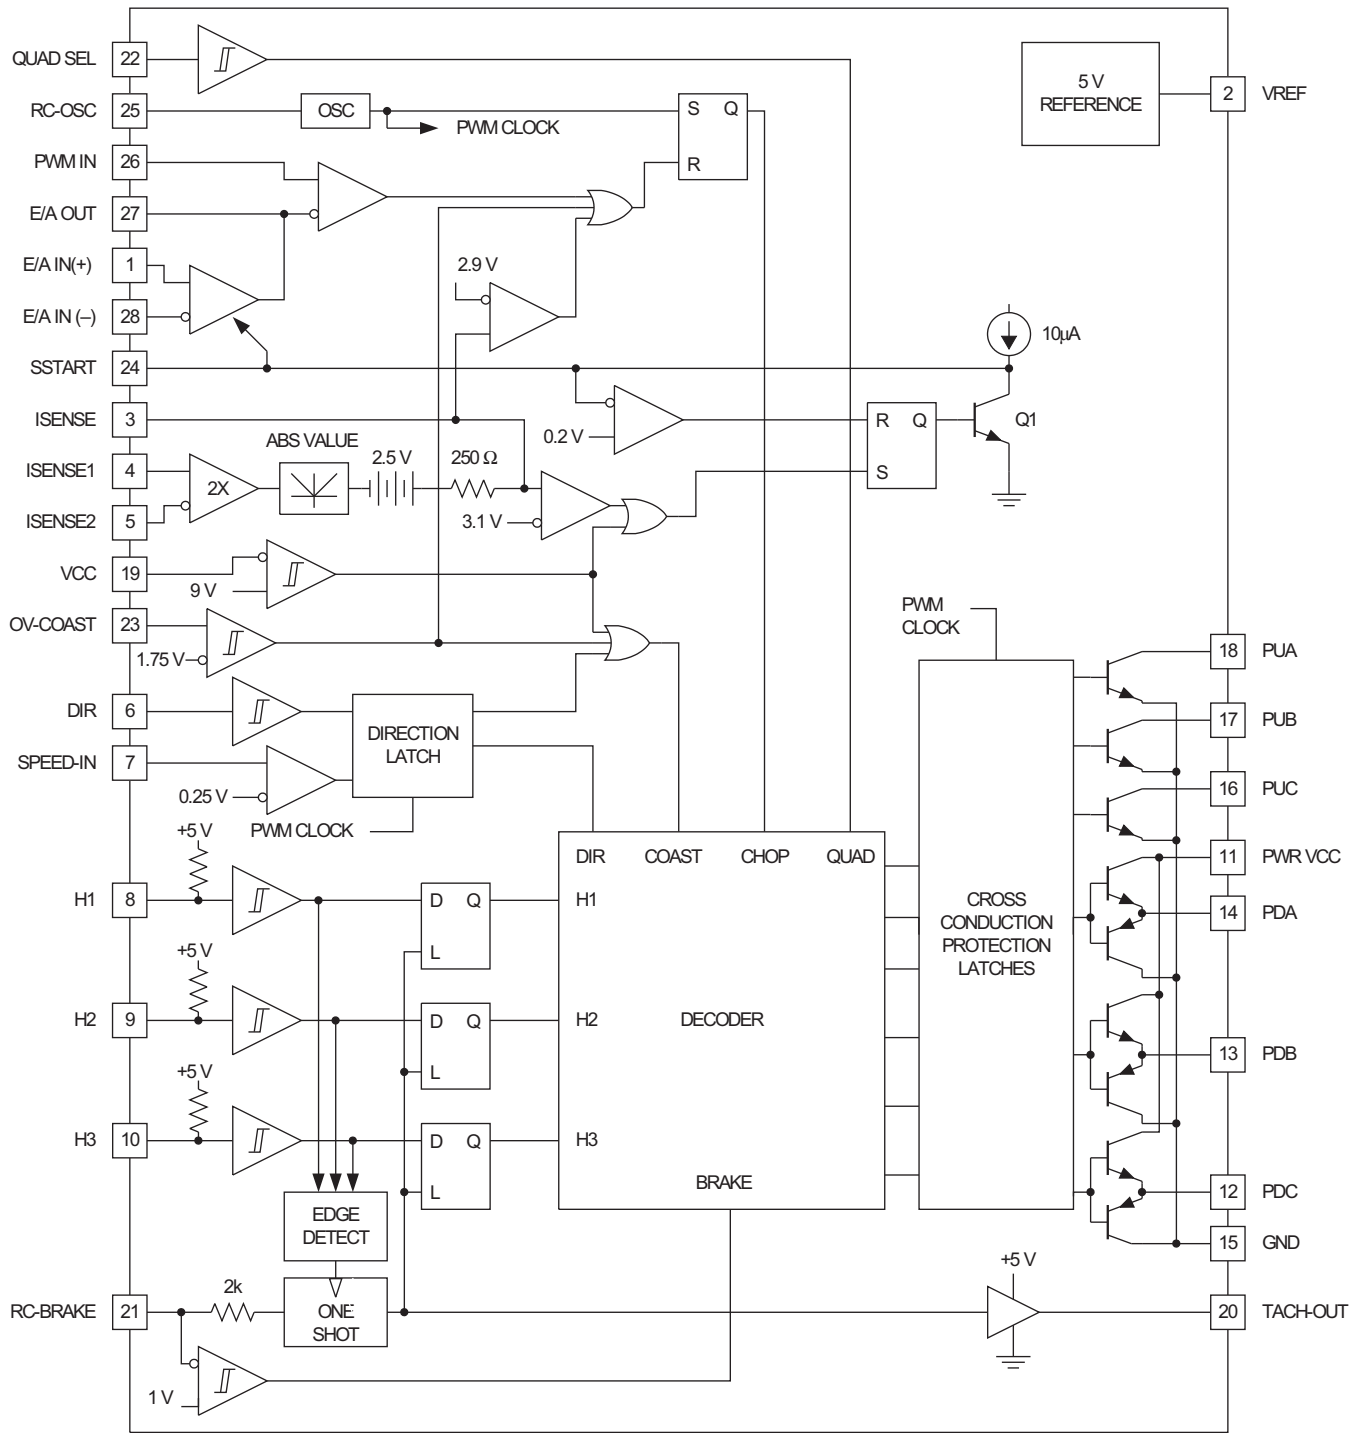 QUAD SEL 22
RC-OSC 25 OSC PWM CLOCK S Q R
5 V
REFERENCE
2 VREF
PWM IN 26
E/A OUT 27
E/A IN(+) 1
2.9 V
E/A IN (–) 28
10µA
SSTART 24
ISENSE 3
0.2 V
R Q
S
Q1
ABS VALUE
2.5 V
250 Ω
ISENSE1 4
2X
ISENSE2 5
3.1 V
VCC 19
9 V
OV-COAST 23
1.75 V
PWM
CLOCK
18 PUA
DIR 6
DIRECTION
LATCH
17 PUB
SPEED-IN 7
0.25 V
16 PUC
PWM CLOCK
+5 V
DIR COAST CHOP QUAD
11 PWR VCC
H1 8
D Q
L
H1
CROSS
CONDUCTION
PROTECTION
LATCHES
14 PDA
+5 V
H2 9
D Q
L
H2
DECODER
13 PDB
+5 V
H3 10
D Q
L
H3
BRAKE
12 PDC
EDGE
DETECT
15 GND
+5 V
RC-BRAKE 21
2k
ONE
SHOT
20 TACH-OUT
1 V